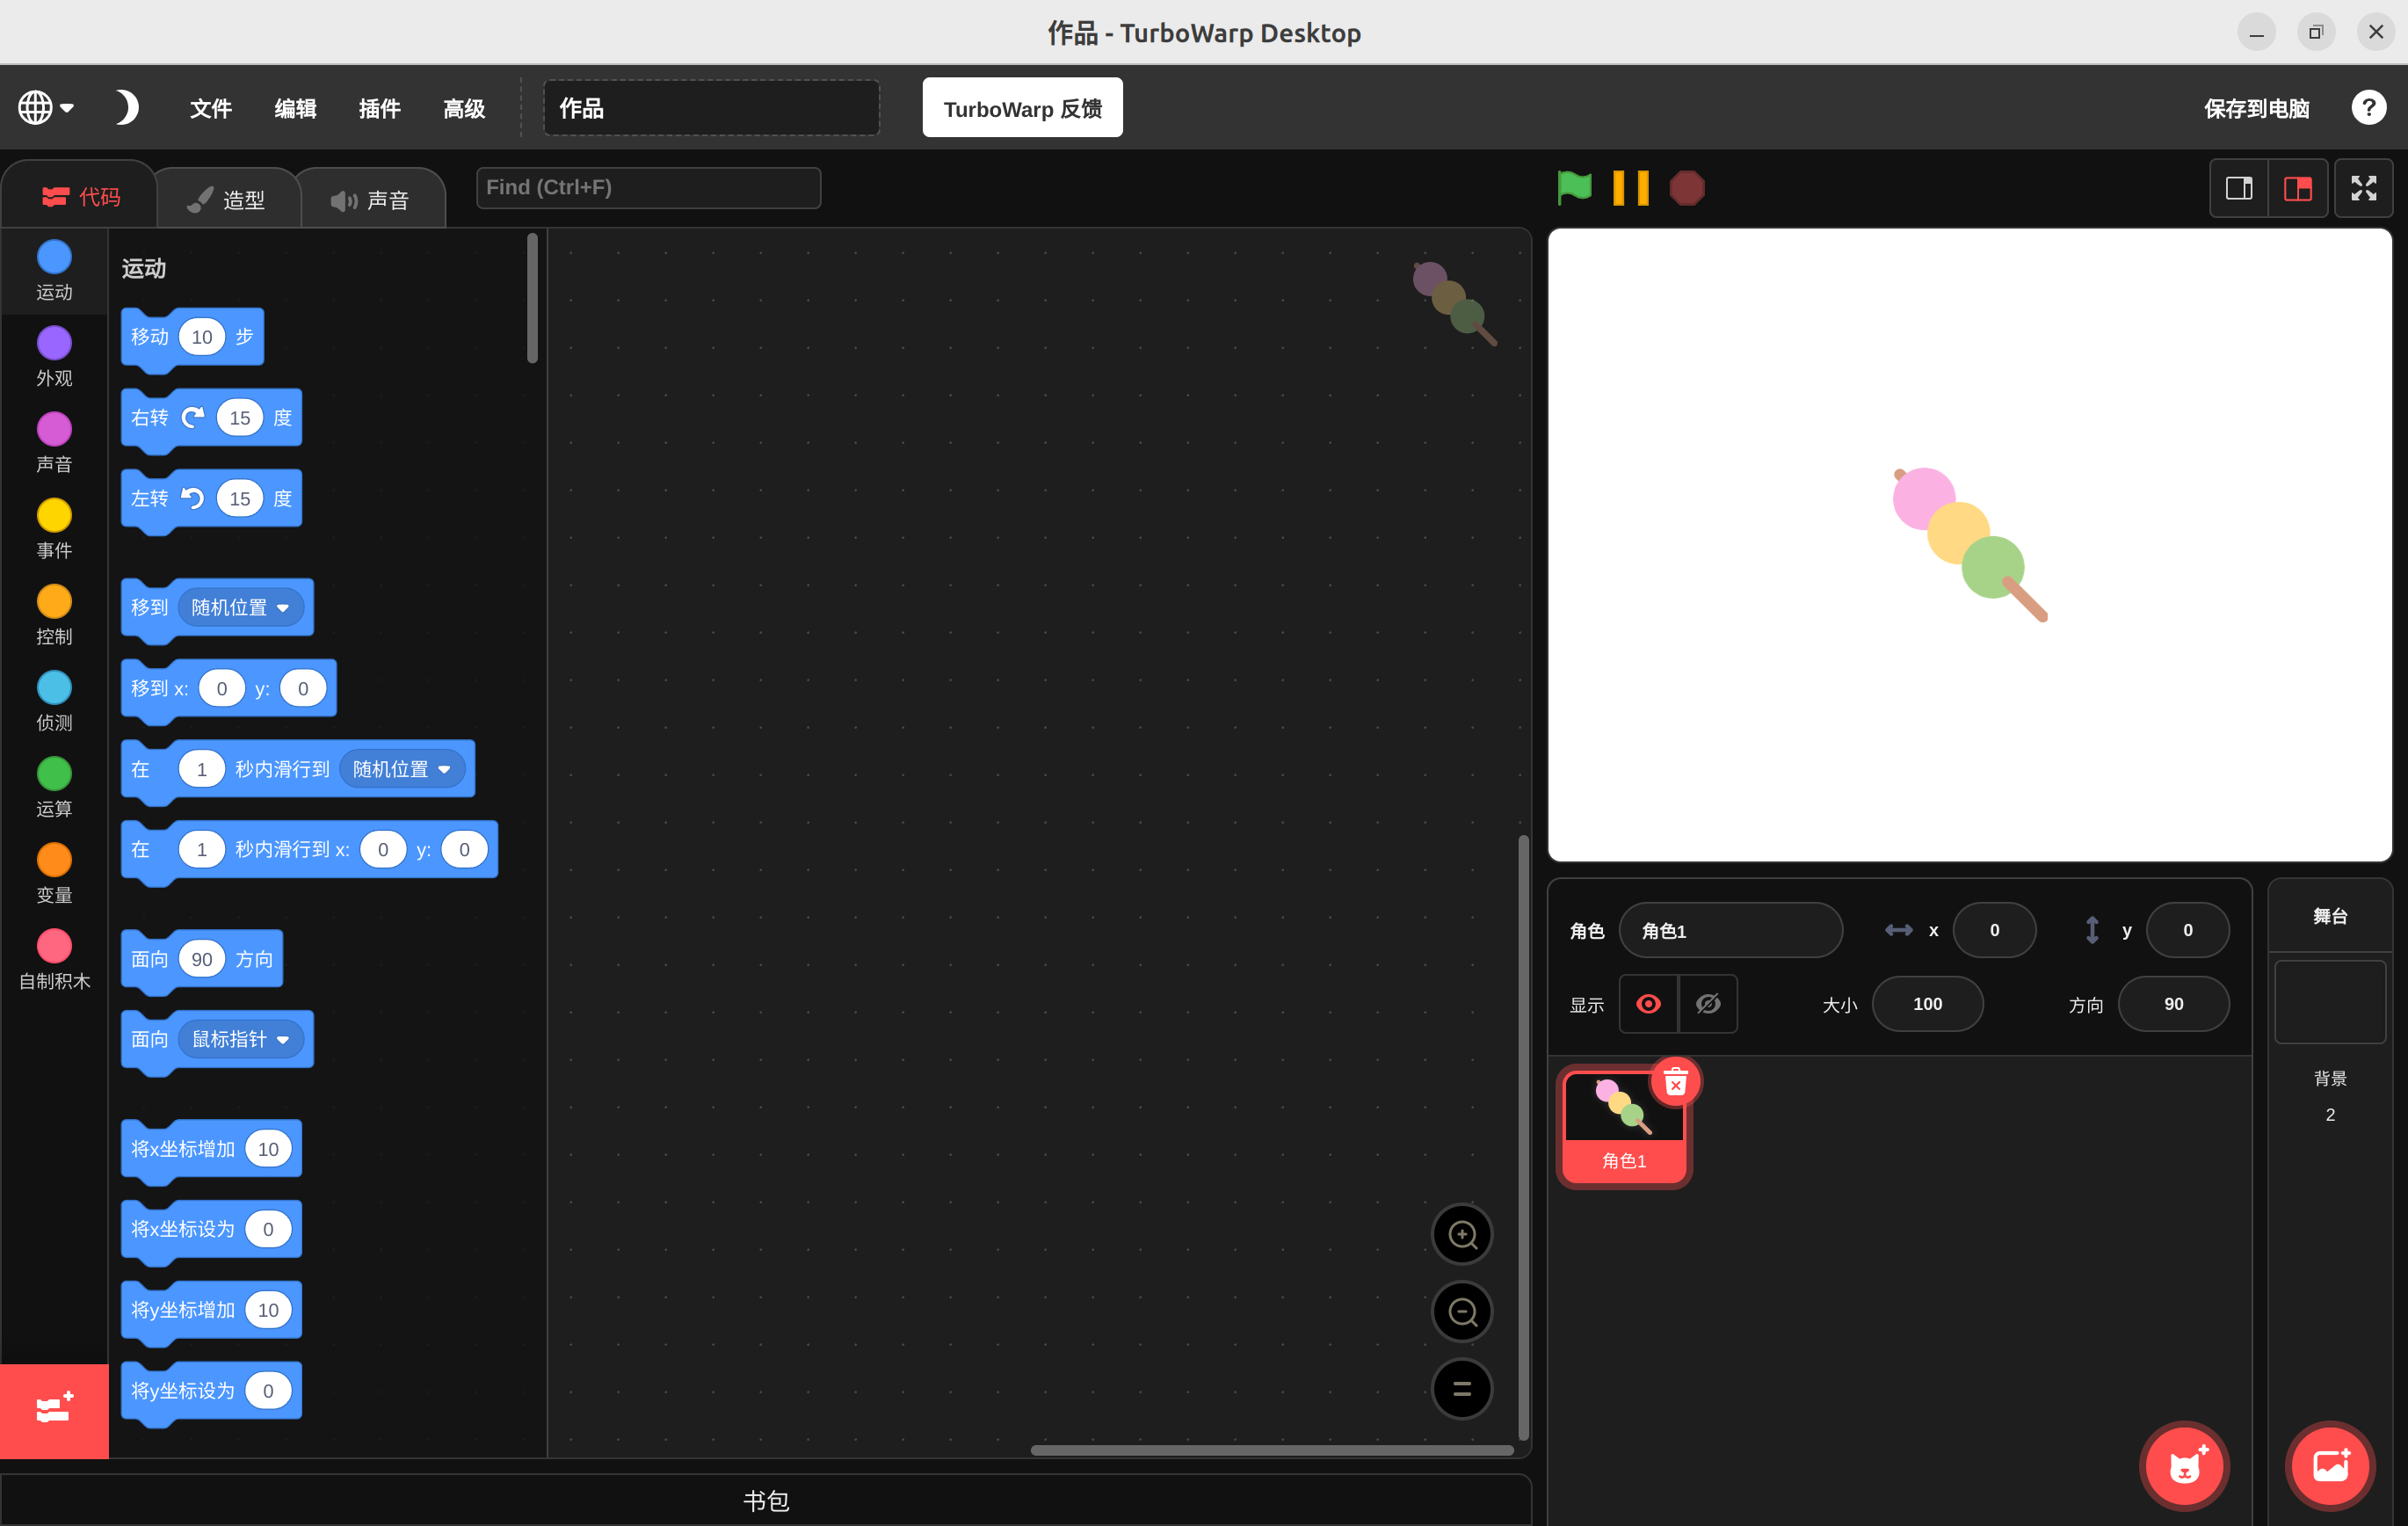 作品 - TurboWarp Desktop
文件 编辑 插件 高级 作品 TurboWarp 反馈 保存到电脑 ?
代码 造型 声音 Find (Ctrl+F)
运动
外观
声音
事件
控制
侦测
运算
变量
自制积木
运动
移动 10 步
右转 15 度
左转 15 度
移到 随机位置
移到 x: 0 y: 0
在 1 秒内滑行到 随机位置
在 1 秒内滑行到 x: 0 y: 0
面向 90 方向
面向 鼠标指针
将x坐标增加 10
将x坐标设为 0
将y坐标增加 10
将y坐标设为 0
书包
角色 角色1 x 0 y 0
显示 大小 100 方向 90
角色1
舞台
背景
2